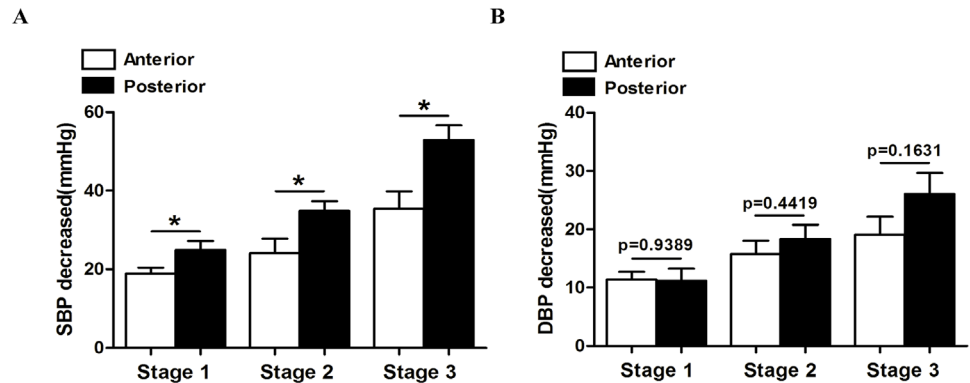 A
Anterior
Posterior
SBP decreased(mmHg)
60
40
20
0
*
*
*
Stage 1
Stage 2
Stage 3
B
Anterior
Posterior
DBP decreased(mmHg)
40
30
20
10
0
p=0.9389
p=0.4419
p=0.1631
Stage 1
Stage 2
Stage 3